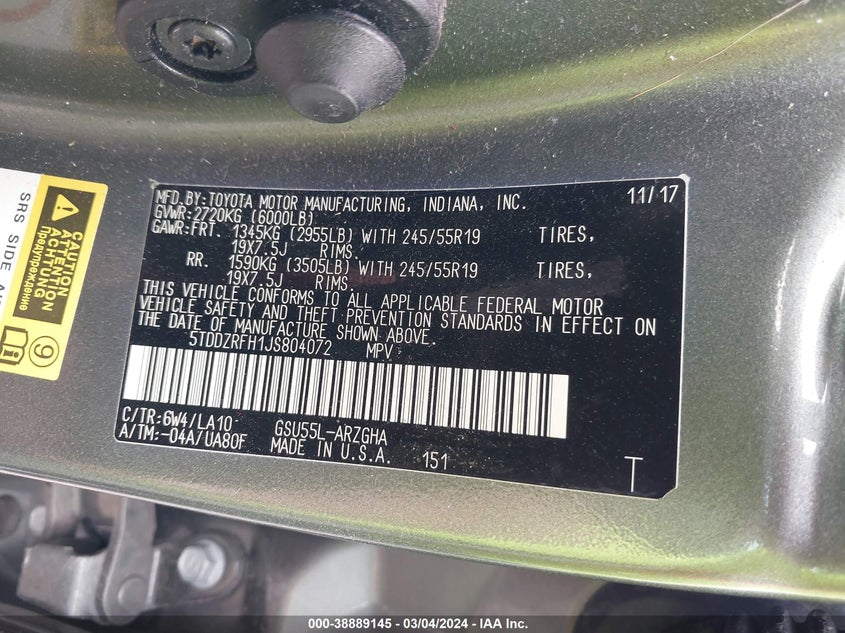 MFD.BY:TOYOTA MOTOR MANUFACTURING, INDIANA, INC. 11/17
GVWR:2720KG (6000LB)
GAWR:FRT. 1345KG (2955LB) WITH 245/55R19 TIRES,
19X7.5J RIMS.
RR. 1590KG (3505LB) WITH 245/55R19 TIRES,
19X7.5J RIMS.
THIS VEHICLE CONFORMS TO ALL APPLICABLE FEDERAL MOTOR
VEHICLE SAFETY AND THEFT PREVENTION STANDARDS IN EFFECT ON
THE DATE OF MANUFACTURE SHOWN ABOVE.
5TDDZRFH1JS804072 MPV
C/TR:6W4/LA10 GSU55L-ARZGHA
A/TM:-04A/UA80F MADE IN U.S.A. 151 T
CAUTION
ATTENTION
ACHTUNG
Предупреждение
SRS SIDE
9
000-38889145 - 03/04/2024 - IAA Inc.